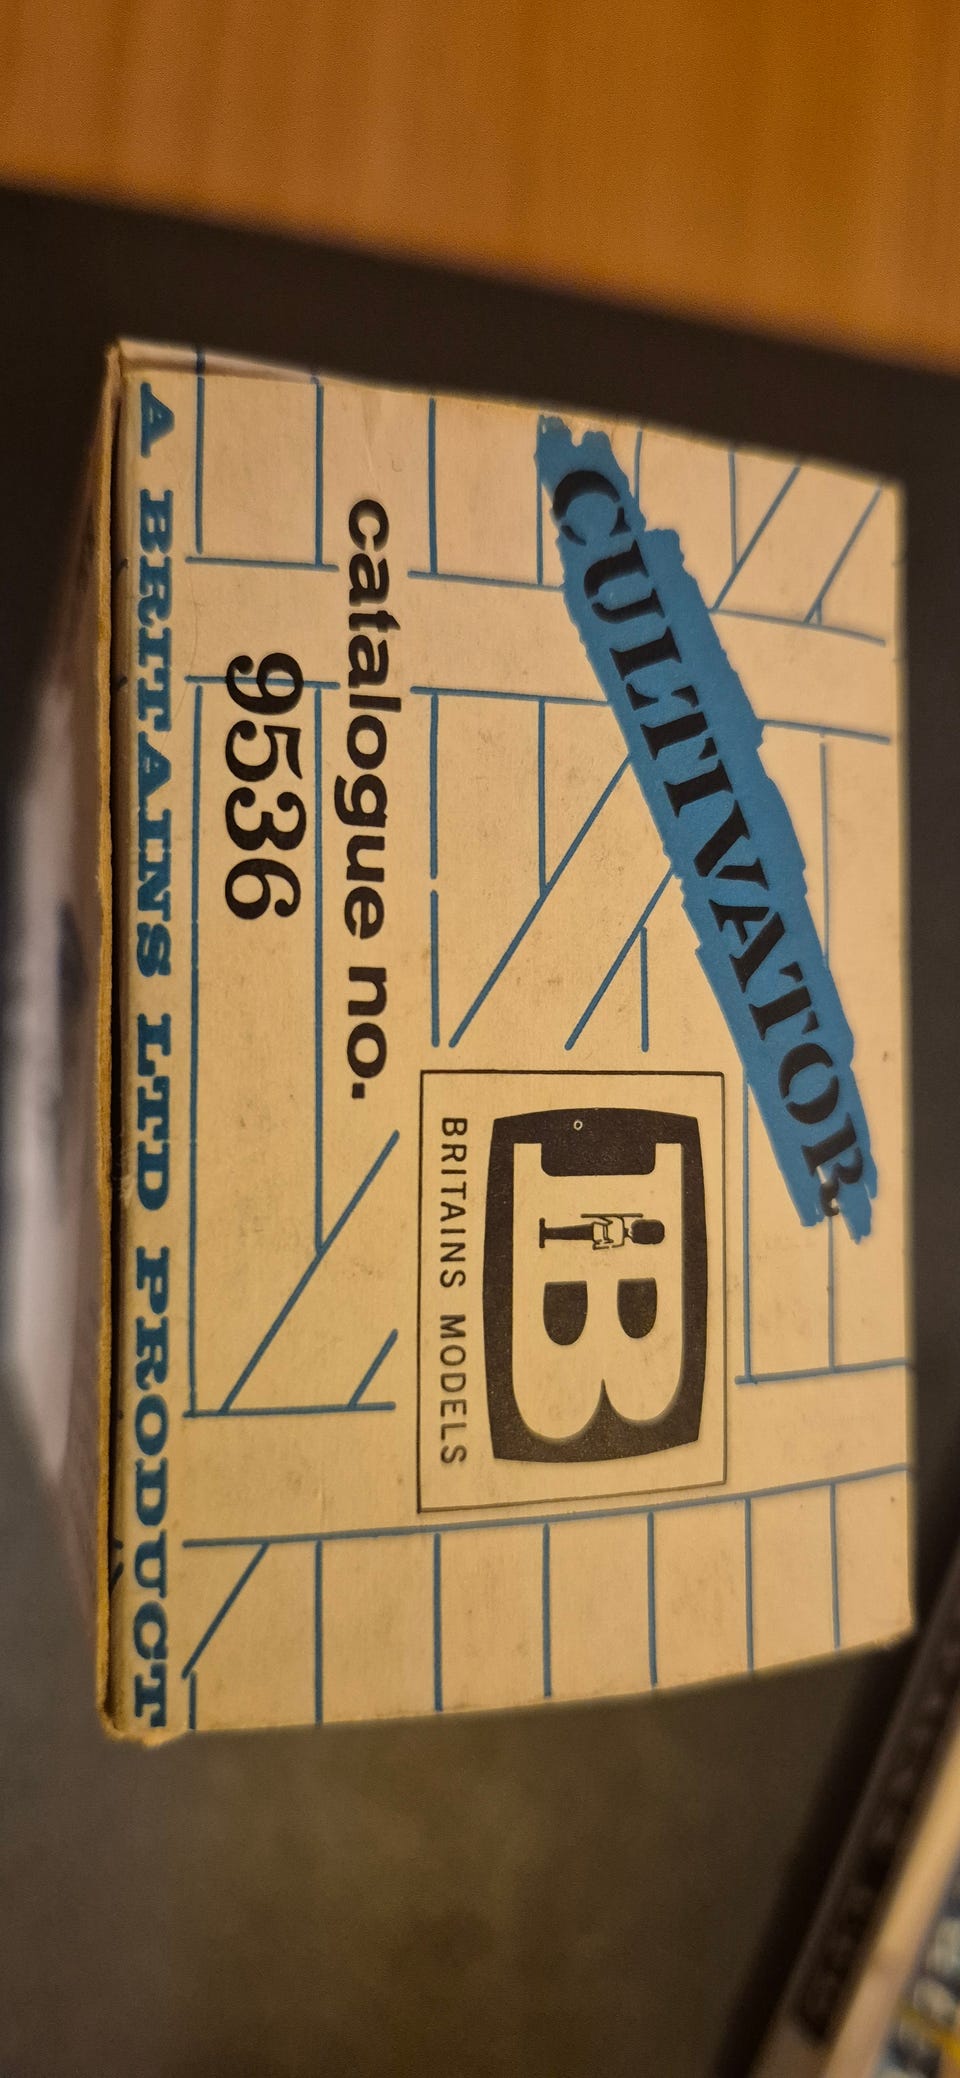 CULTIVATOR
BRITAINS MODELS
catalogue no.
9536
A BRITAINS LTD PRODUCT